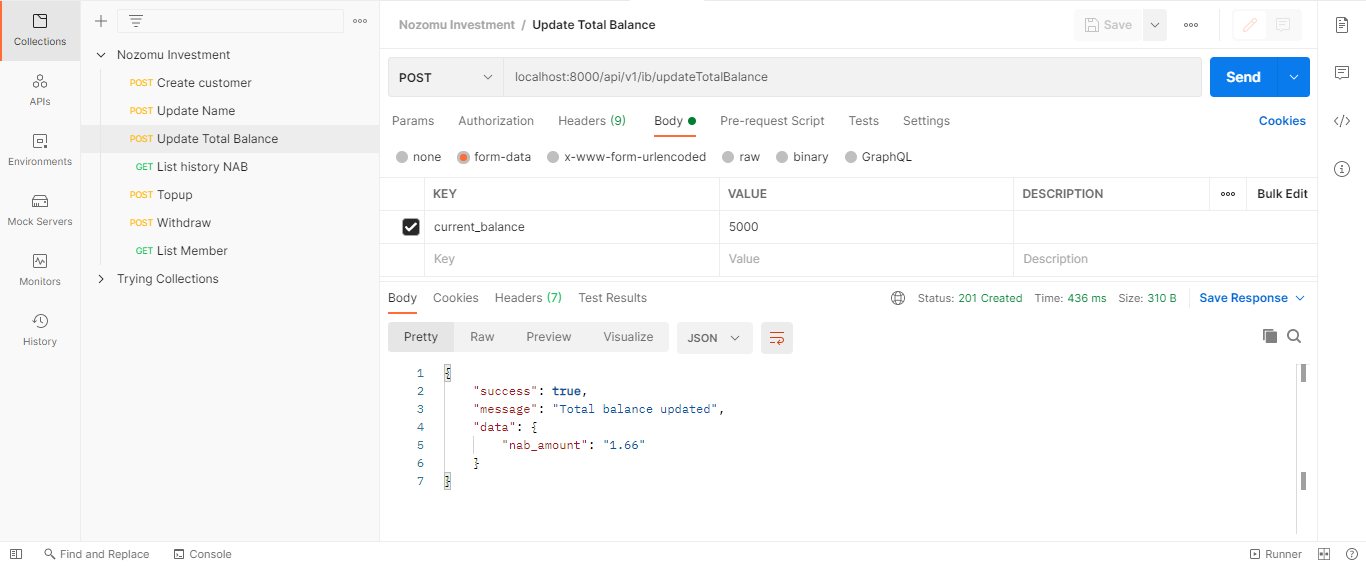 Nozomu Investment / Update Total Balance
Save
Collections
APIs
Environments
Mock Servers
Monitors
History
Nozomu Investment
POST Create customer
POST Update Name
POST Update Total Balance
GET List history NAB
POST Topup
POST Withdraw
GET List Member
Trying Collections
POST localhost:8000/api/v1/ib/updateTotalBalance Send
Params Authorization Headers (9) Body Pre-request Script Tests Settings Cookies
none form-data x-www-form-urlencoded raw binary GraphQL
KEY VALUE DESCRIPTION Bulk Edit
current_balance 5000
Key Value Description
Body Cookies Headers (7) Test Results Status: 201 Created Time: 436 ms Size: 310 B Save Response
Pretty Raw Preview Visualize JSON
1 {
2 "success": true,
3 "message": "Total balance updated",
4 "data": {
5 "nab_amount": "1.66"
6 }
7 }
Find and Replace Console Runner